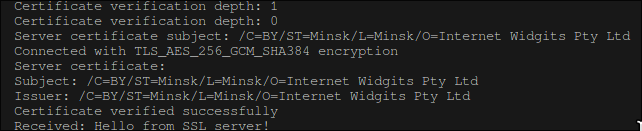 Certificate verification depth: 1
Certificate verification depth: 0
Server certificate subject: /C=BY/ST=Minsk/L=Minsk/O=Internet Widgits Pty Ltd
Connected with TLS_AES_256_GCM_SHA384 encryption
Server certificate:
Subject: /C=BY/ST=Minsk/L=Minsk/O=Internet Widgits Pty Ltd
Issuer: /C=BY/ST=Minsk/L=Minsk/O=Internet Widgits Pty Ltd
Certificate verified successfully
Received: Hello from SSL server!